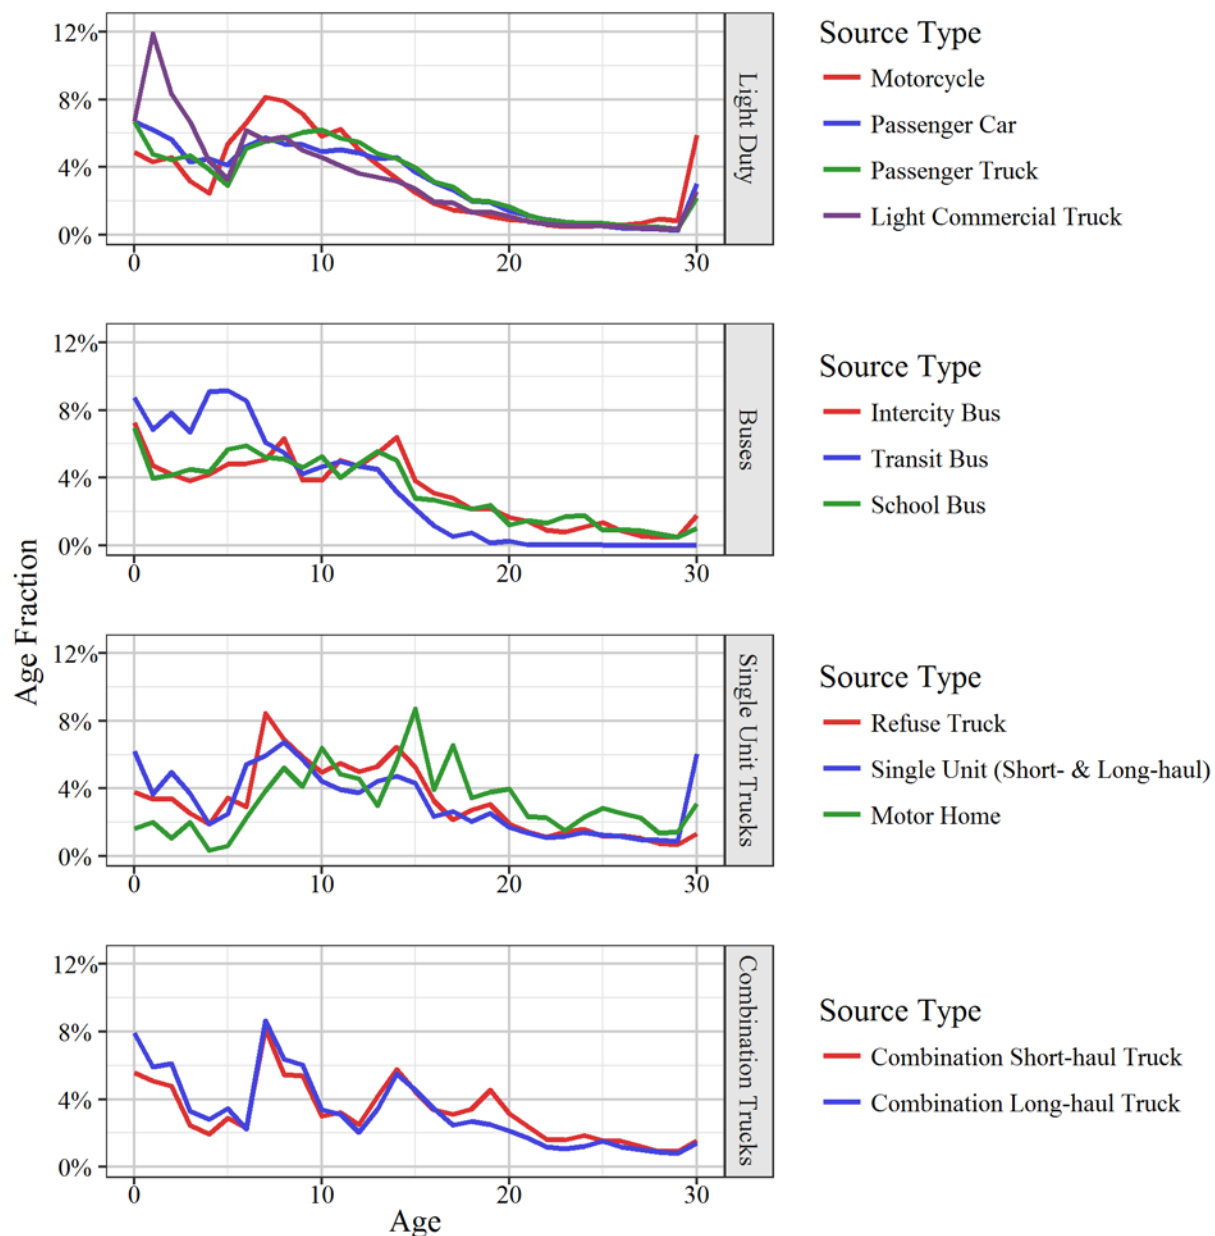 12%
8%
4%
0%
0
10
20
30
Light Duty
Source Type
Motorcycle
Passenger Car
Passenger Truck
Light Commercial Truck
12%
8%
4%
0%
0
10
20
30
Buses
Source Type
Intercity Bus
Transit Bus
School Bus
Age Fraction
12%
8%
4%
0%
0
10
20
30
Single Unit Trucks
Source Type
Refuse Truck
Single Unit (Short- & Long-haul)
Motor Home
12%
8%
4%
0%
0
10
20
30
Combination Trucks
Source Type
Combination Short-haul Truck
Combination Long-haul Truck
Age